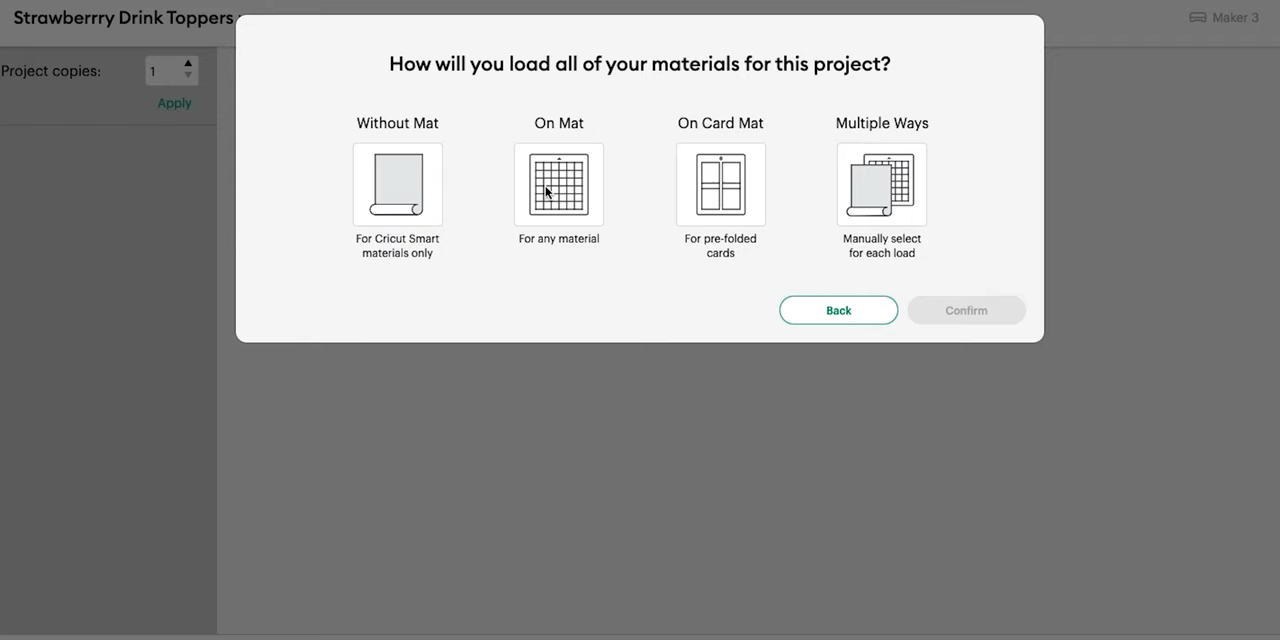 Strawberrry Drink Toppers
Maker 3
Project copies:
1
Apply
How will you load all of your materials for this project?
Without Mat
On Mat
On Card Mat
Multiple Ways
For Cricut Smart
materials only
For any material
For pre-folded
cards
Manually select
for each load
Back
Confirm